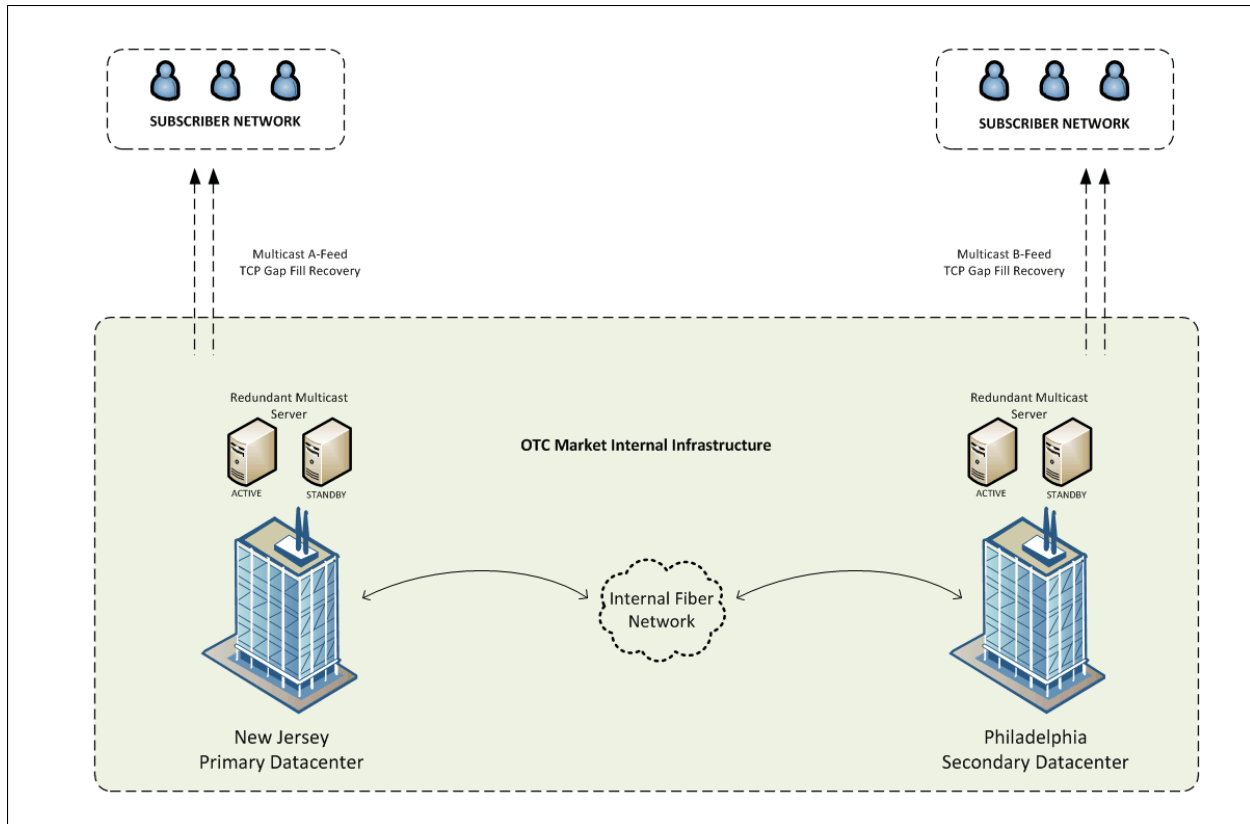 SUBSCRIBER NETWORK
SUBSCRIBER NETWORK
Multicast A-Feed
TCP Gap Fill Recovery
Multicast B-Feed
TCP Gap Fill Recovery
Redundant Multicast
Server
ACTIVE
STANDBY
OTC Market Internal Infrastructure
Redundant Multicast
Server
ACTIVE
STANDBY
Internal Fiber
Network
New Jersey
Primary Datacenter
Philadelphia
Secondary Datacenter